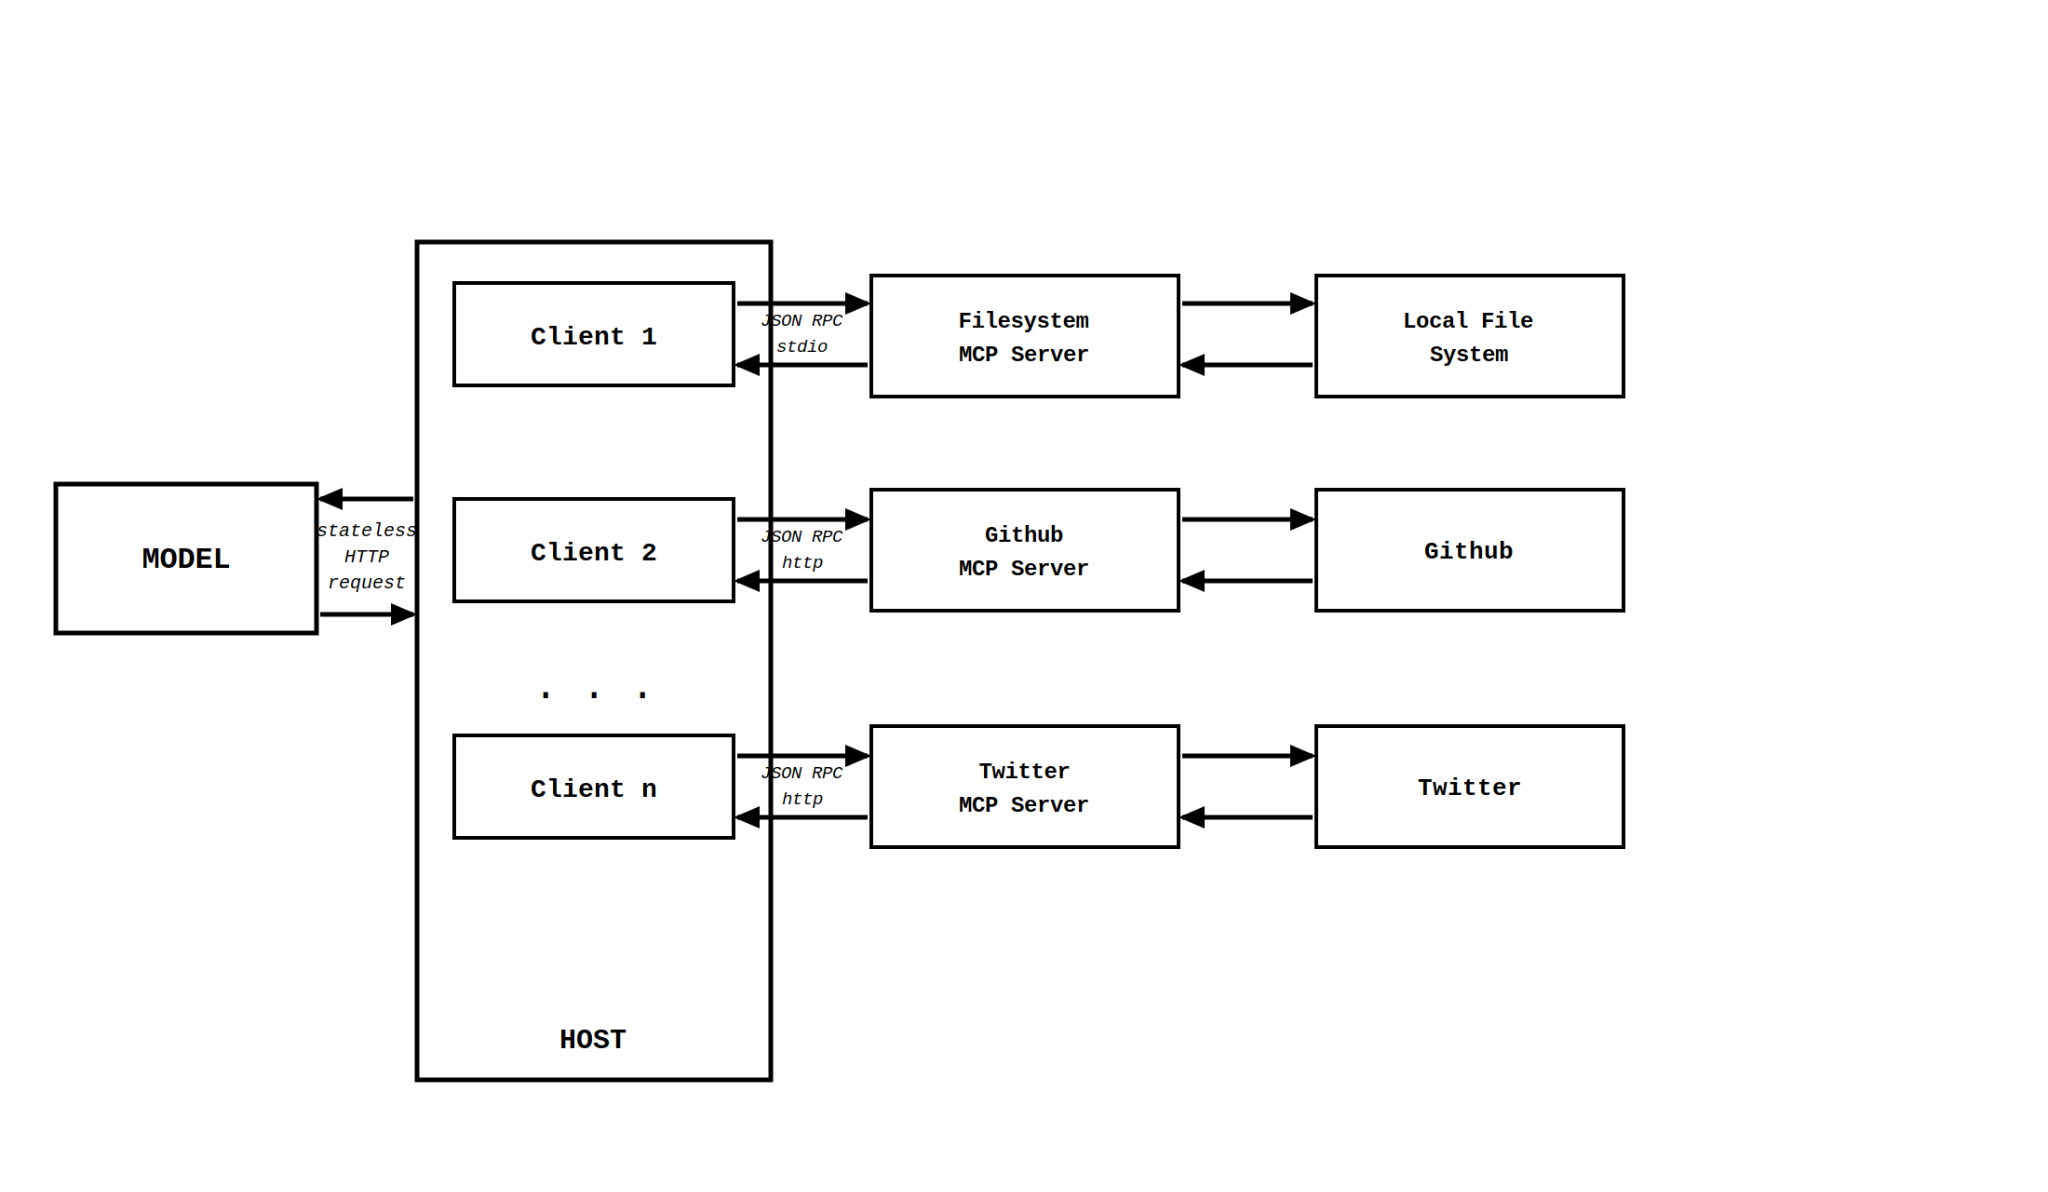 Client 1
JSON RPC
stdio
Filesystem
MCP Server
Local File
System
MODEL
stateless
HTTP
request
Client 2
JSON RPC
http
Github
MCP Server
Github
. . .
Client n
JSON RPC
http
Twitter
MCP Server
Twitter
HOST